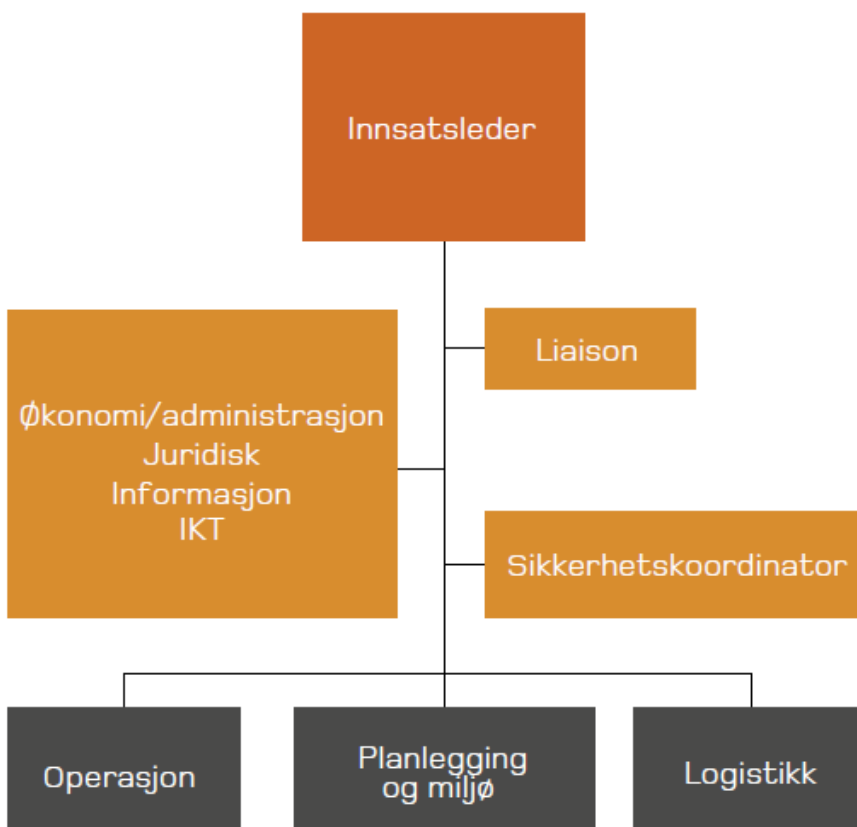 Innsatsleder
Liaison
Økonomi/administrasjon
Juridisk
Informasjon
IKT
Sikkerhetskoordinator
Operasjon
Planlegging
og miljø
Logistikk